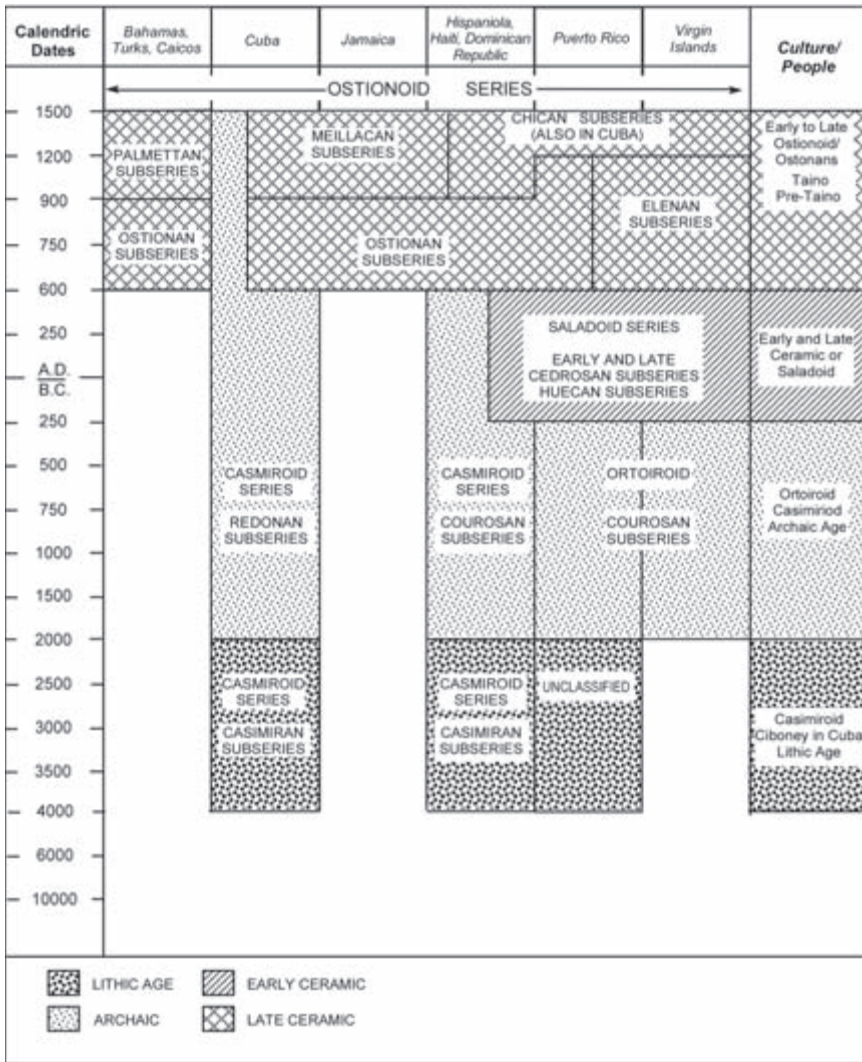 Calendric
Dates
Bahamas,
Turks, Caicos
Cuba
Jamaica
Hispaniola,
Haiti, Dominican
Republic
Puerto Rico
Virgin
Islands
Culture/
People
OSTIONOID SERIES
1500
1200
900
750
600
250
A.D.
B.C.
250
500
750
1000
1500
2000
2500
3000
3500
4000
6000
10000
PALMETTAN
SUBSERIES
OSTIONAN
SUBSERIES
MEILLACAN
SUBSERIES
CHICAN SUBSERIES
(ALSO IN CUBA)
OSTIONAN
SUBSERIES
ELENAN
SUBSERIES
Early to Late
Ostionoid/
Ostonans
Taino
Pre-Taino
SALADOID SERIES
EARLY AND LATE
CEDROSAN SUBSERIES
HUECAN SUBSERIES
Early and Late
Ceramic or
Saladoid
CASMIROID
SERIES
REDONAN
SUBSERIES
CASMIROID
SERIES
COUROSAN
SUBSERIES
ORTOIROID
COUROSAN
SUBSERIES
Ortoiroid
Casimiriod
Archaic Age
CASMIROID
SERIES
CASIMIRAN
SUBSERIES
CASMIROID
SERIES
CASIMIRAN
SUBSERIES
UNCLASSIFIED
Casimiroid
Ciboney in Cuba
Lithic Age
LITHIC AGE
EARLY CERAMIC
ARCHAIC
LATE CERAMIC